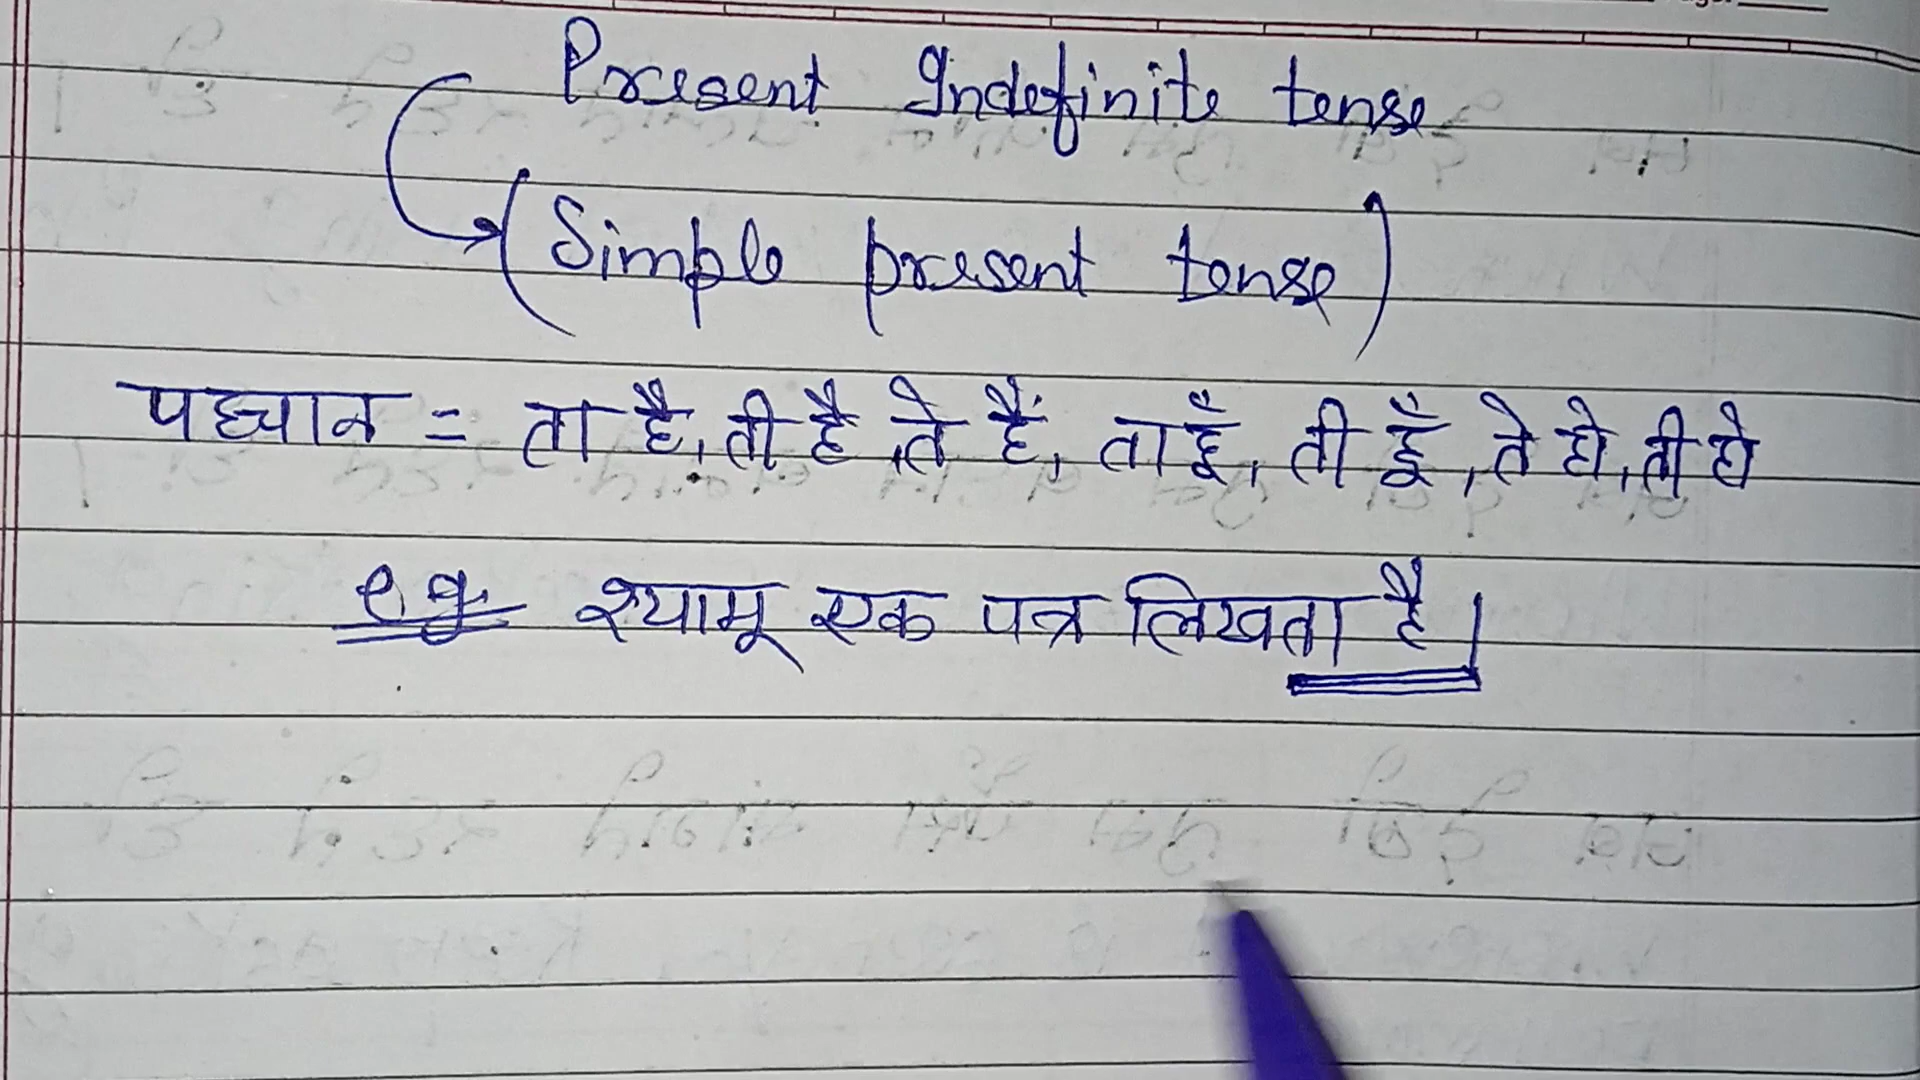 Present Indefinite tense
(Simple present tense)
पहचान = ता है, ती है, ते हैं, ता हूँ, ती हूँ, ते हो, ती हो
e.g. श्यामू एक पत्र लिखता है।